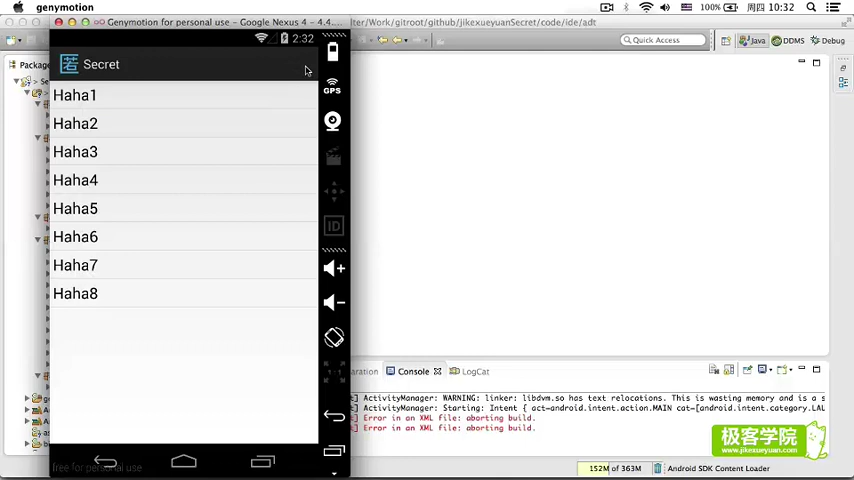 genymotion
100%
周四 10:32
Genymotion for personal use - Google Nexus 4 - 4.4....
lter/Work/gitroot/github/jikexueyuanSecret/code/ide/adt
Quick Access
Java
DDMS
Debug
Package
2:32
若 Secret
GPS
Haha1
Haha2
Haha3
Haha4
Haha5
Haha6
Haha7
Haha8
ID
1:1
free for personal use
aration
Console
LogCat
t] ActivityManager: WARNING: linker: libdvm.so has text relocations. This is wasting memory and is a
t] ActivityManager: Starting: Intent { act=android.intent.action.MAIN cat=[android.intent.category.LAU
t] Error in an XML file: aborting build.
t] Error in an XML file: aborting build.
极客学院
www.jikexueyuan.com
152M of 363M
Android SDK Content Loader